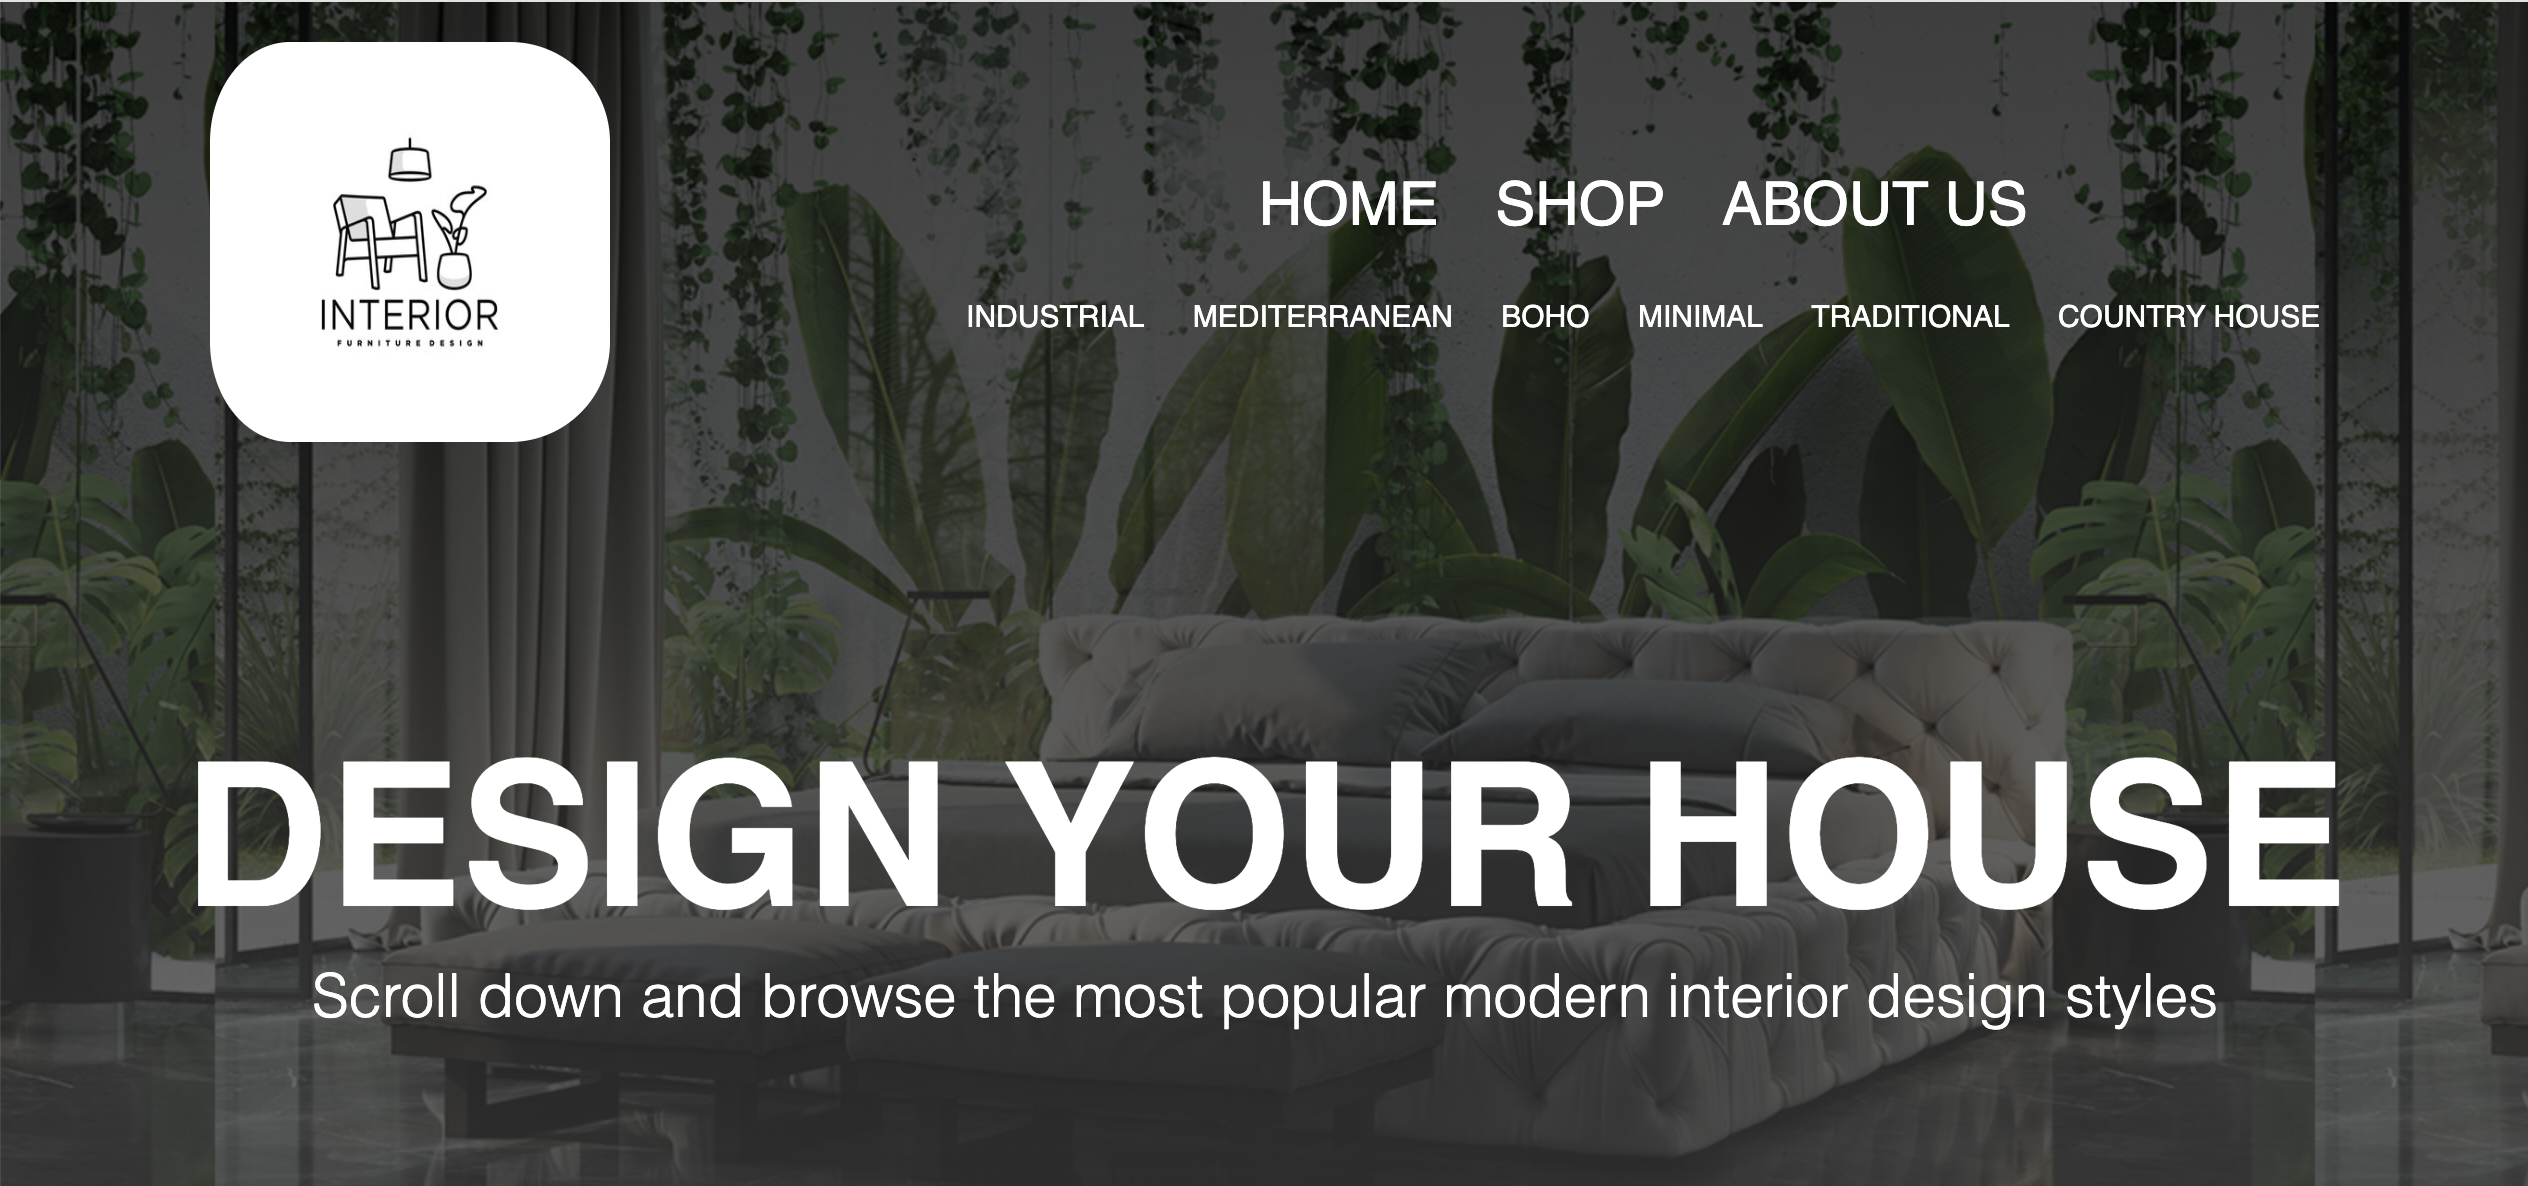 INTERIOR
FURNITURE DESIGN
HOME SHOP ABOUT US
INDUSTRIAL MEDITERRANEAN BOHO MINIMAL TRADITIONAL COUNTRY HOUSE
DESIGN YOUR HOUSE
Scroll down and browse the most popular modern interior design styles